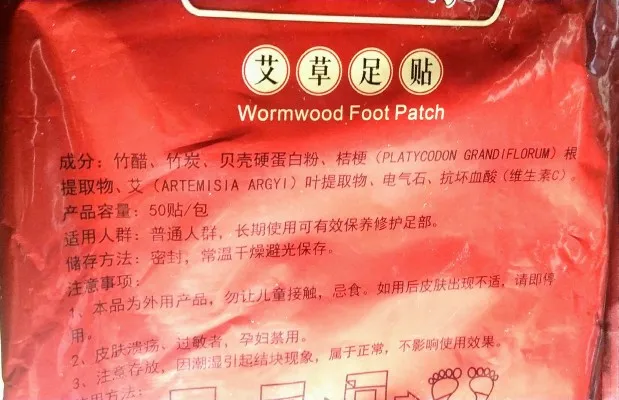 艾草足贴
Wormwood Foot Patch
成分：竹醋、竹炭、贝壳硬蛋白粉、桔梗（PLATYCODON GRANDIFLORUM）根
提取物、艾（ARTEMISIA ARGYI）叶提取物、电气石、抗坏血酸（维生素C）。
产品容量：50贴/包
适用人群：普通人群，长期使用可有效保养修护足部。
储存方法：密封，常温干燥避光保存。
注意事项：
1、本品为外用产品，勿让儿童接触，忌食。如用后皮肤出现不适，请即停
用。
2、皮肤溃疡、过敏者，孕妇禁用。
3、注意存放，因潮湿引起结块现象，属于正常，不影响使用效果。
使用方法：